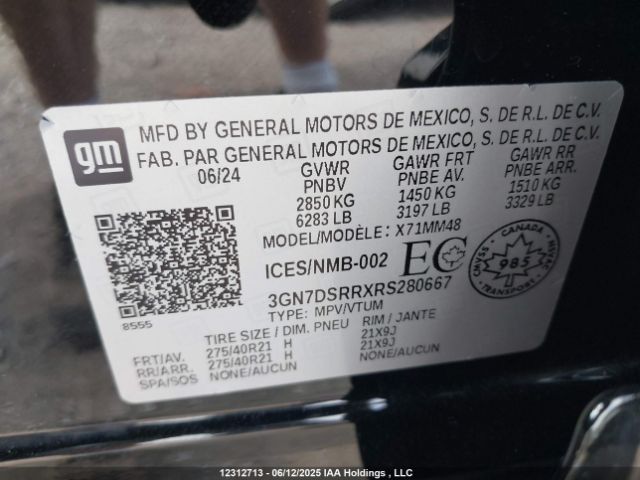 gm
MFD BY GENERAL MOTORS DE MEXICO, S. DE R.L. DE C.V.
FAB. PAR GENERAL MOTORS DE MEXICO, S. DE R.L. DE C.V.
06/24 GVWR GAWR FRT GAWR RR
PNBV PNBE AV. PNBE ARR.
2850 KG 1450 KG 1510 KG
6283 LB 3197 LB 3329 LB
MODEL/MODÈLE: X71MM48
ICES/NMB-002 EC
CANADA
985
CMVSS NSVAC
3GN7DSRRXRS280667
TYPE: MPV/VTUM
8555
TIRE SIZE / DIM. PNEU RIM / JANTE
FRT/AV. 275/40R21 H 21X9J
RR/ARR. 275/40R21 H 21X9J
SPA/SOS NONE/AUCUN NONE/AUCUN
12312713 - 06/12/2025 IAA Holdings , LLC